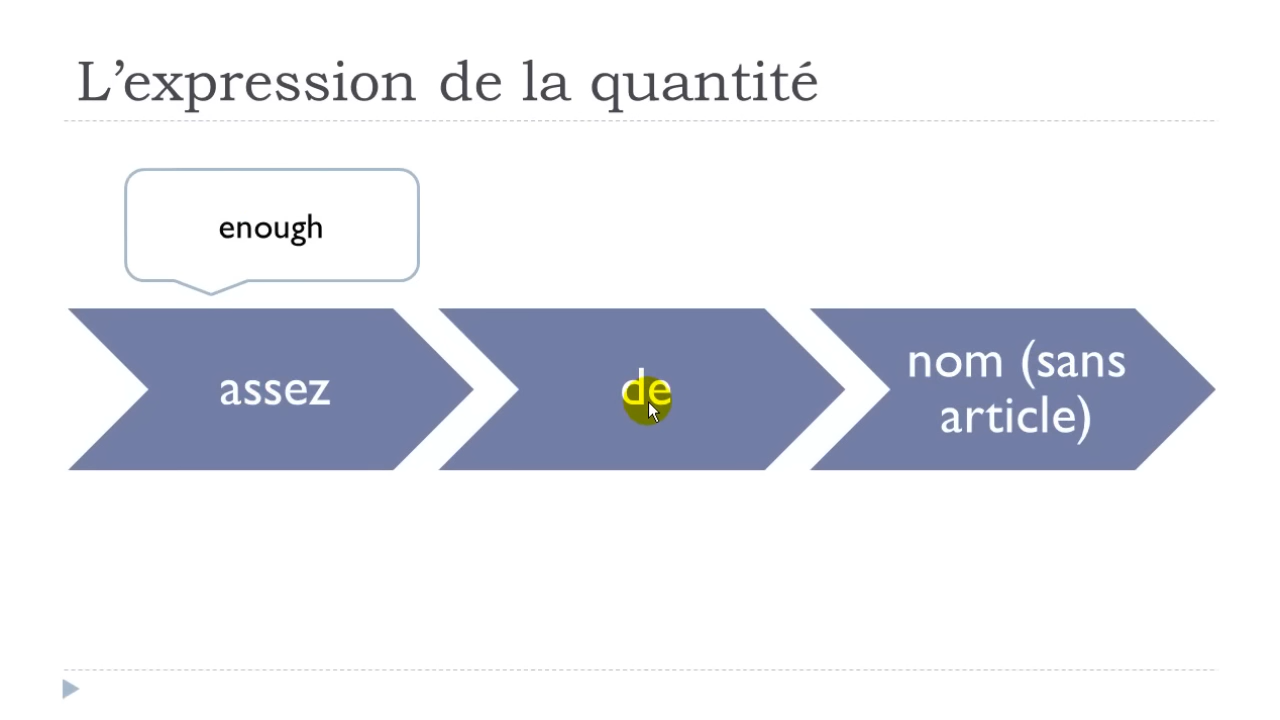 L’expression de la quantité
enough
assez
de
nom (sans
article)